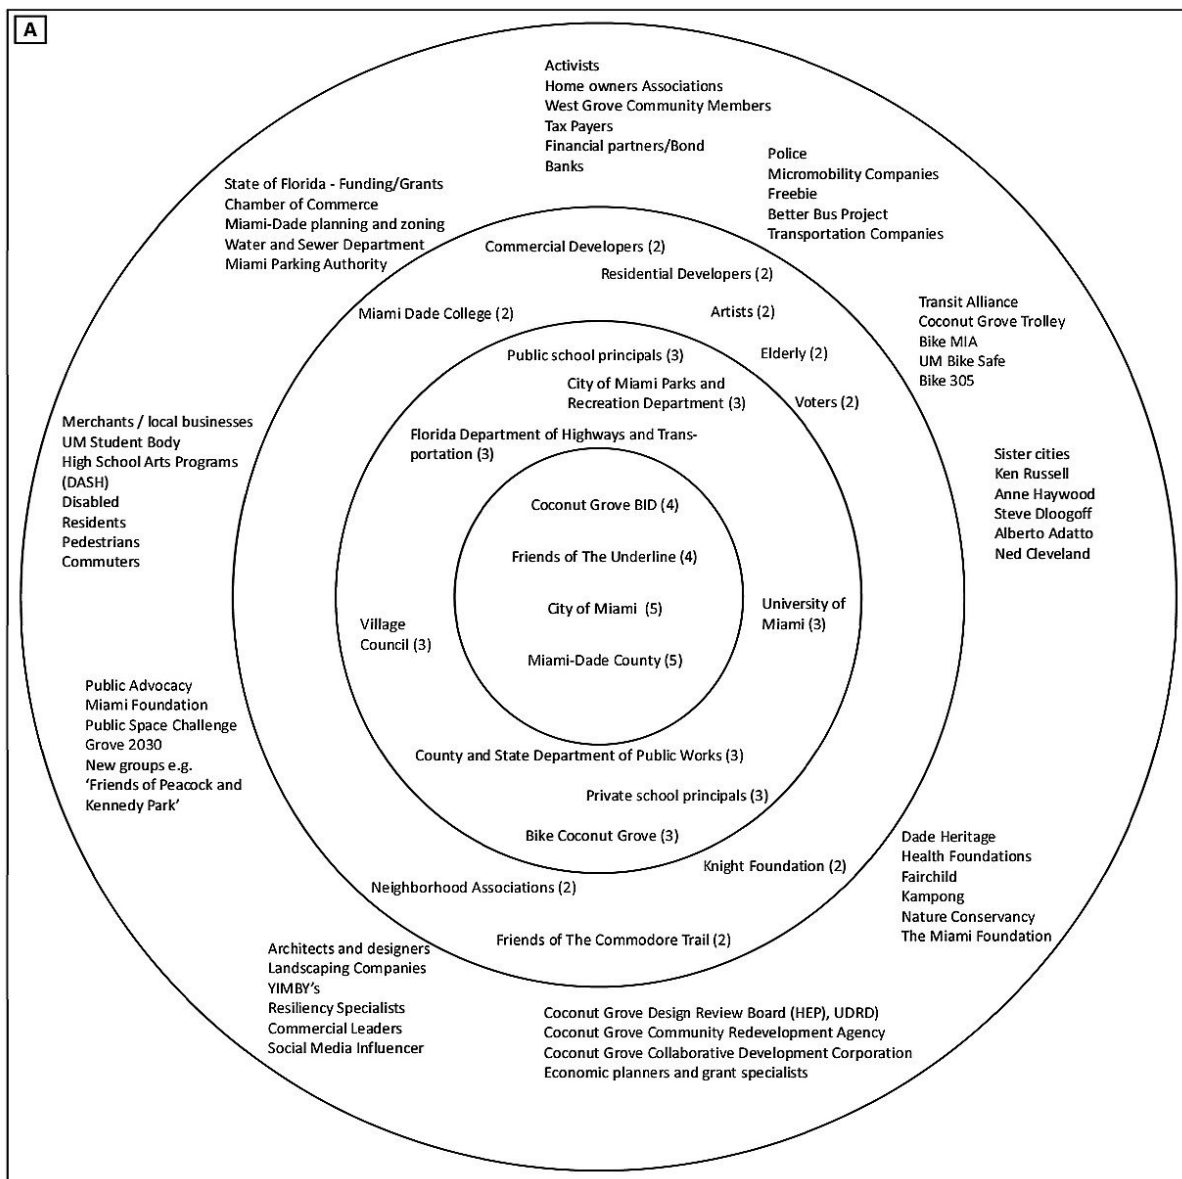 A
Activists
Home owners Associations
West Grove Community Members
Tax Payers
Financial partners/Bond
Banks
Police
Micromobility Companies
Freebie
Better Bus Project
Transportation Companies
State of Florida - Funding/Grants
Chamber of Commerce
Miami-Dade planning and zoning
Water and Sewer Department
Miami Parking Authority
Commercial Developers (2)
Residential Developers (2)
Miami Dade College (2)
Artists (2)
Elderly (2)
Voters (2)
Transit Alliance
Coconut Grove Trolley
Bike MIA
UM Bike Safe
Bike 305
Public school principals (3)
City of Miami Parks and
Recreation Department (3)
Florida Department of Highways and Trans-
portation (3)
Merchants / local businesses
UM Student Body
High School Arts Programs
(DASH)
Disabled
Residents
Pedestrians
Commuters
Sister cities
Ken Russell
Anne Haywood
Steve Dloogoff
Alberto Adatto
Ned Cleveland
Coconut Grove BID (4)
Friends of The Underline (4)
City of Miami (5)
Miami-Dade County (5)
Village
Council (3)
University of
Miami (3)
Public Advocacy
Miami Foundation
Public Space Challenge
Grove 2030
New groups e.g.
‘Friends of Peacock and
Kennedy Park’
County and State Department of Public Works (3)
Private school principals (3)
Bike Coconut Grove (3)
Knight Foundation (2)
Neighborhood Associations (2)
Friends of The Commodore Trail (2)
Dade Heritage
Health Foundations
Fairchild
Kampong
Nature Conservancy
The Miami Foundation
Architects and designers
Landscaping Companies
YIMBY’s
Resiliency Specialists
Commercial Leaders
Social Media Influencer
Coconut Grove Design Review Board (HEP), UDRD)
Coconut Grove Community Redevelopment Agency
Coconut Grove Collaborative Development Corporation
Economic planners and grant specialists